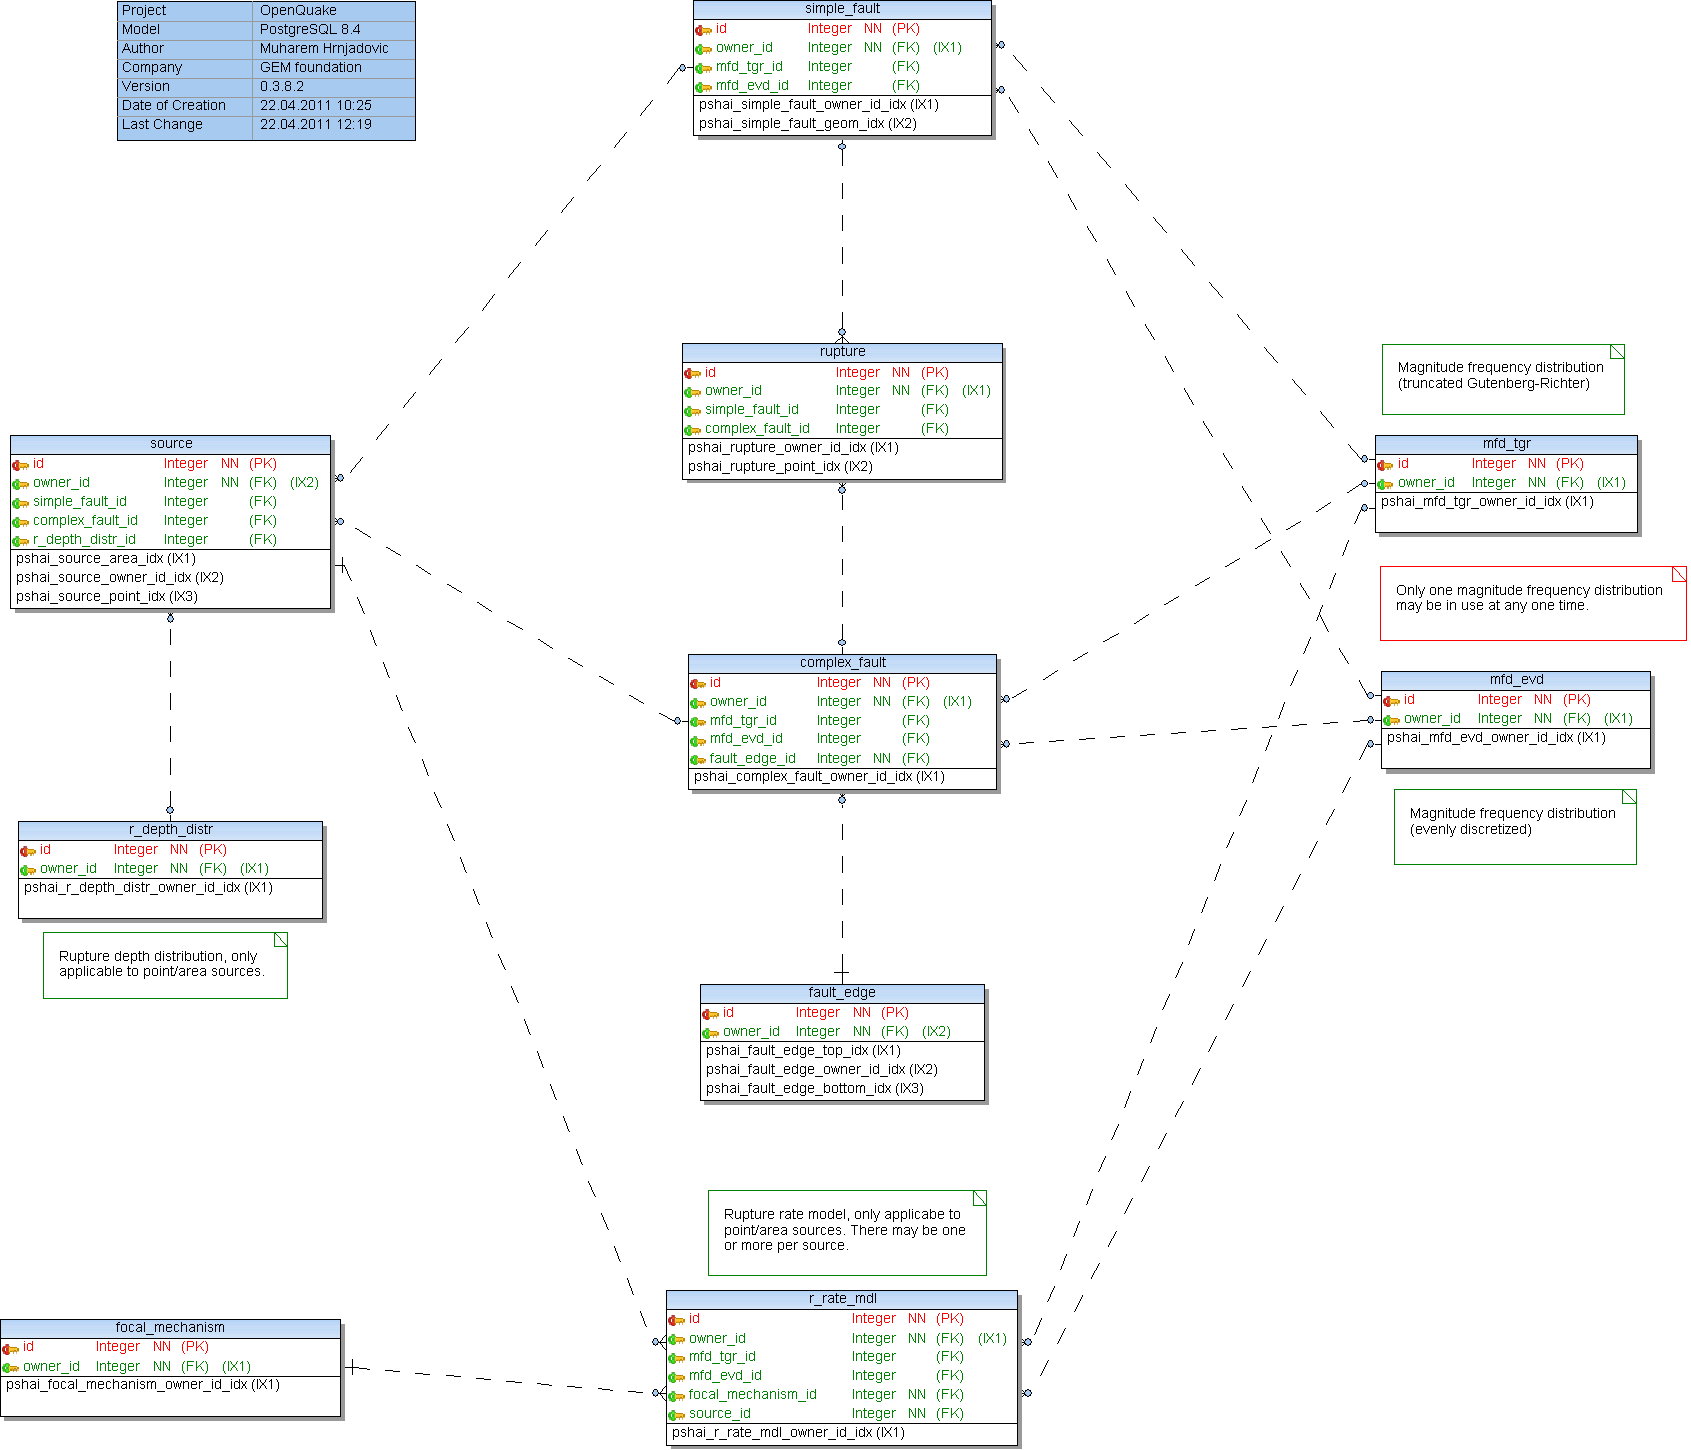 Project OpenQuake
Model PostgreSQL 8.4
Author Muharem Hrnjadovic
Company GEM foundation
Version 0.3.8.2
Date of Creation 22.04.2011 10:25
Last Change 22.04.2011 12:19
simple_fault
id Integer NN (PK)
owner_id Integer NN (FK) (IX1)
mfd_tgr_id Integer (FK)
mfd_evd_id Integer (FK)
pshai_simple_fault_owner_id_idx (IX1)
pshai_simple_fault_geom_idx (IX2)
rupture
id Integer NN (PK)
owner_id Integer NN (FK) (IX1)
simple_fault_id Integer (FK)
complex_fault_id Integer (FK)
pshai_rupture_owner_id_idx (IX1)
pshai_rupture_point_idx (IX2)
Magnitude frequency distribution
(truncated Gutenberg-Richter)
source
id Integer NN (PK)
owner_id Integer NN (FK) (IX2)
simple_fault_id Integer (FK)
complex_fault_id Integer (FK)
r_depth_distr_id Integer (FK)
pshai_source_area_idx (IX1)
pshai_source_owner_id_idx (IX2)
pshai_source_point_idx (IX3)
mfd_tgr
id Integer NN (PK)
owner_id Integer NN (FK) (IX1)
pshai_mfd_tgr_owner_id_idx (IX1)
Only one magnitude frequency distribution
may be in use at any one time.
complex_fault
id Integer NN (PK)
owner_id Integer NN (FK) (IX1)
mfd_tgr_id Integer (FK)
mfd_evd_id Integer (FK)
fault_edge_id Integer NN (FK)
pshai_complex_fault_owner_id_idx (IX1)
mfd_evd
id Integer NN (PK)
owner_id Integer NN (FK) (IX1)
pshai_mfd_evd_owner_id_idx (IX1)
Magnitude frequency distribution
(evenly discretized)
r_depth_distr
id Integer NN (PK)
owner_id Integer NN (FK) (IX1)
pshai_r_depth_distr_owner_id_idx (IX1)
Rupture depth distribution, only
applicable to point/area sources.
fault_edge
id Integer NN (PK)
owner_id Integer NN (FK) (IX2)
pshai_fault_edge_top_idx (IX1)
pshai_fault_edge_owner_id_idx (IX2)
pshai_fault_edge_bottom_idx (IX3)
Rupture rate model, only applicabe to
point/area sources. There may be one
or more per source.
r_rate_mdl
id Integer NN (PK)
owner_id Integer NN (FK) (IX1)
mfd_tgr_id Integer (FK)
mfd_evd_id Integer (FK)
focal_mechanism_id Integer NN (FK)
source_id Integer NN (FK)
pshai_r_rate_mdl_owner_id_idx (IX1)
focal_mechanism
id Integer NN (PK)
owner_id Integer NN (FK) (IX1)
pshai_focal_mechanism_owner_id_idx (IX1)